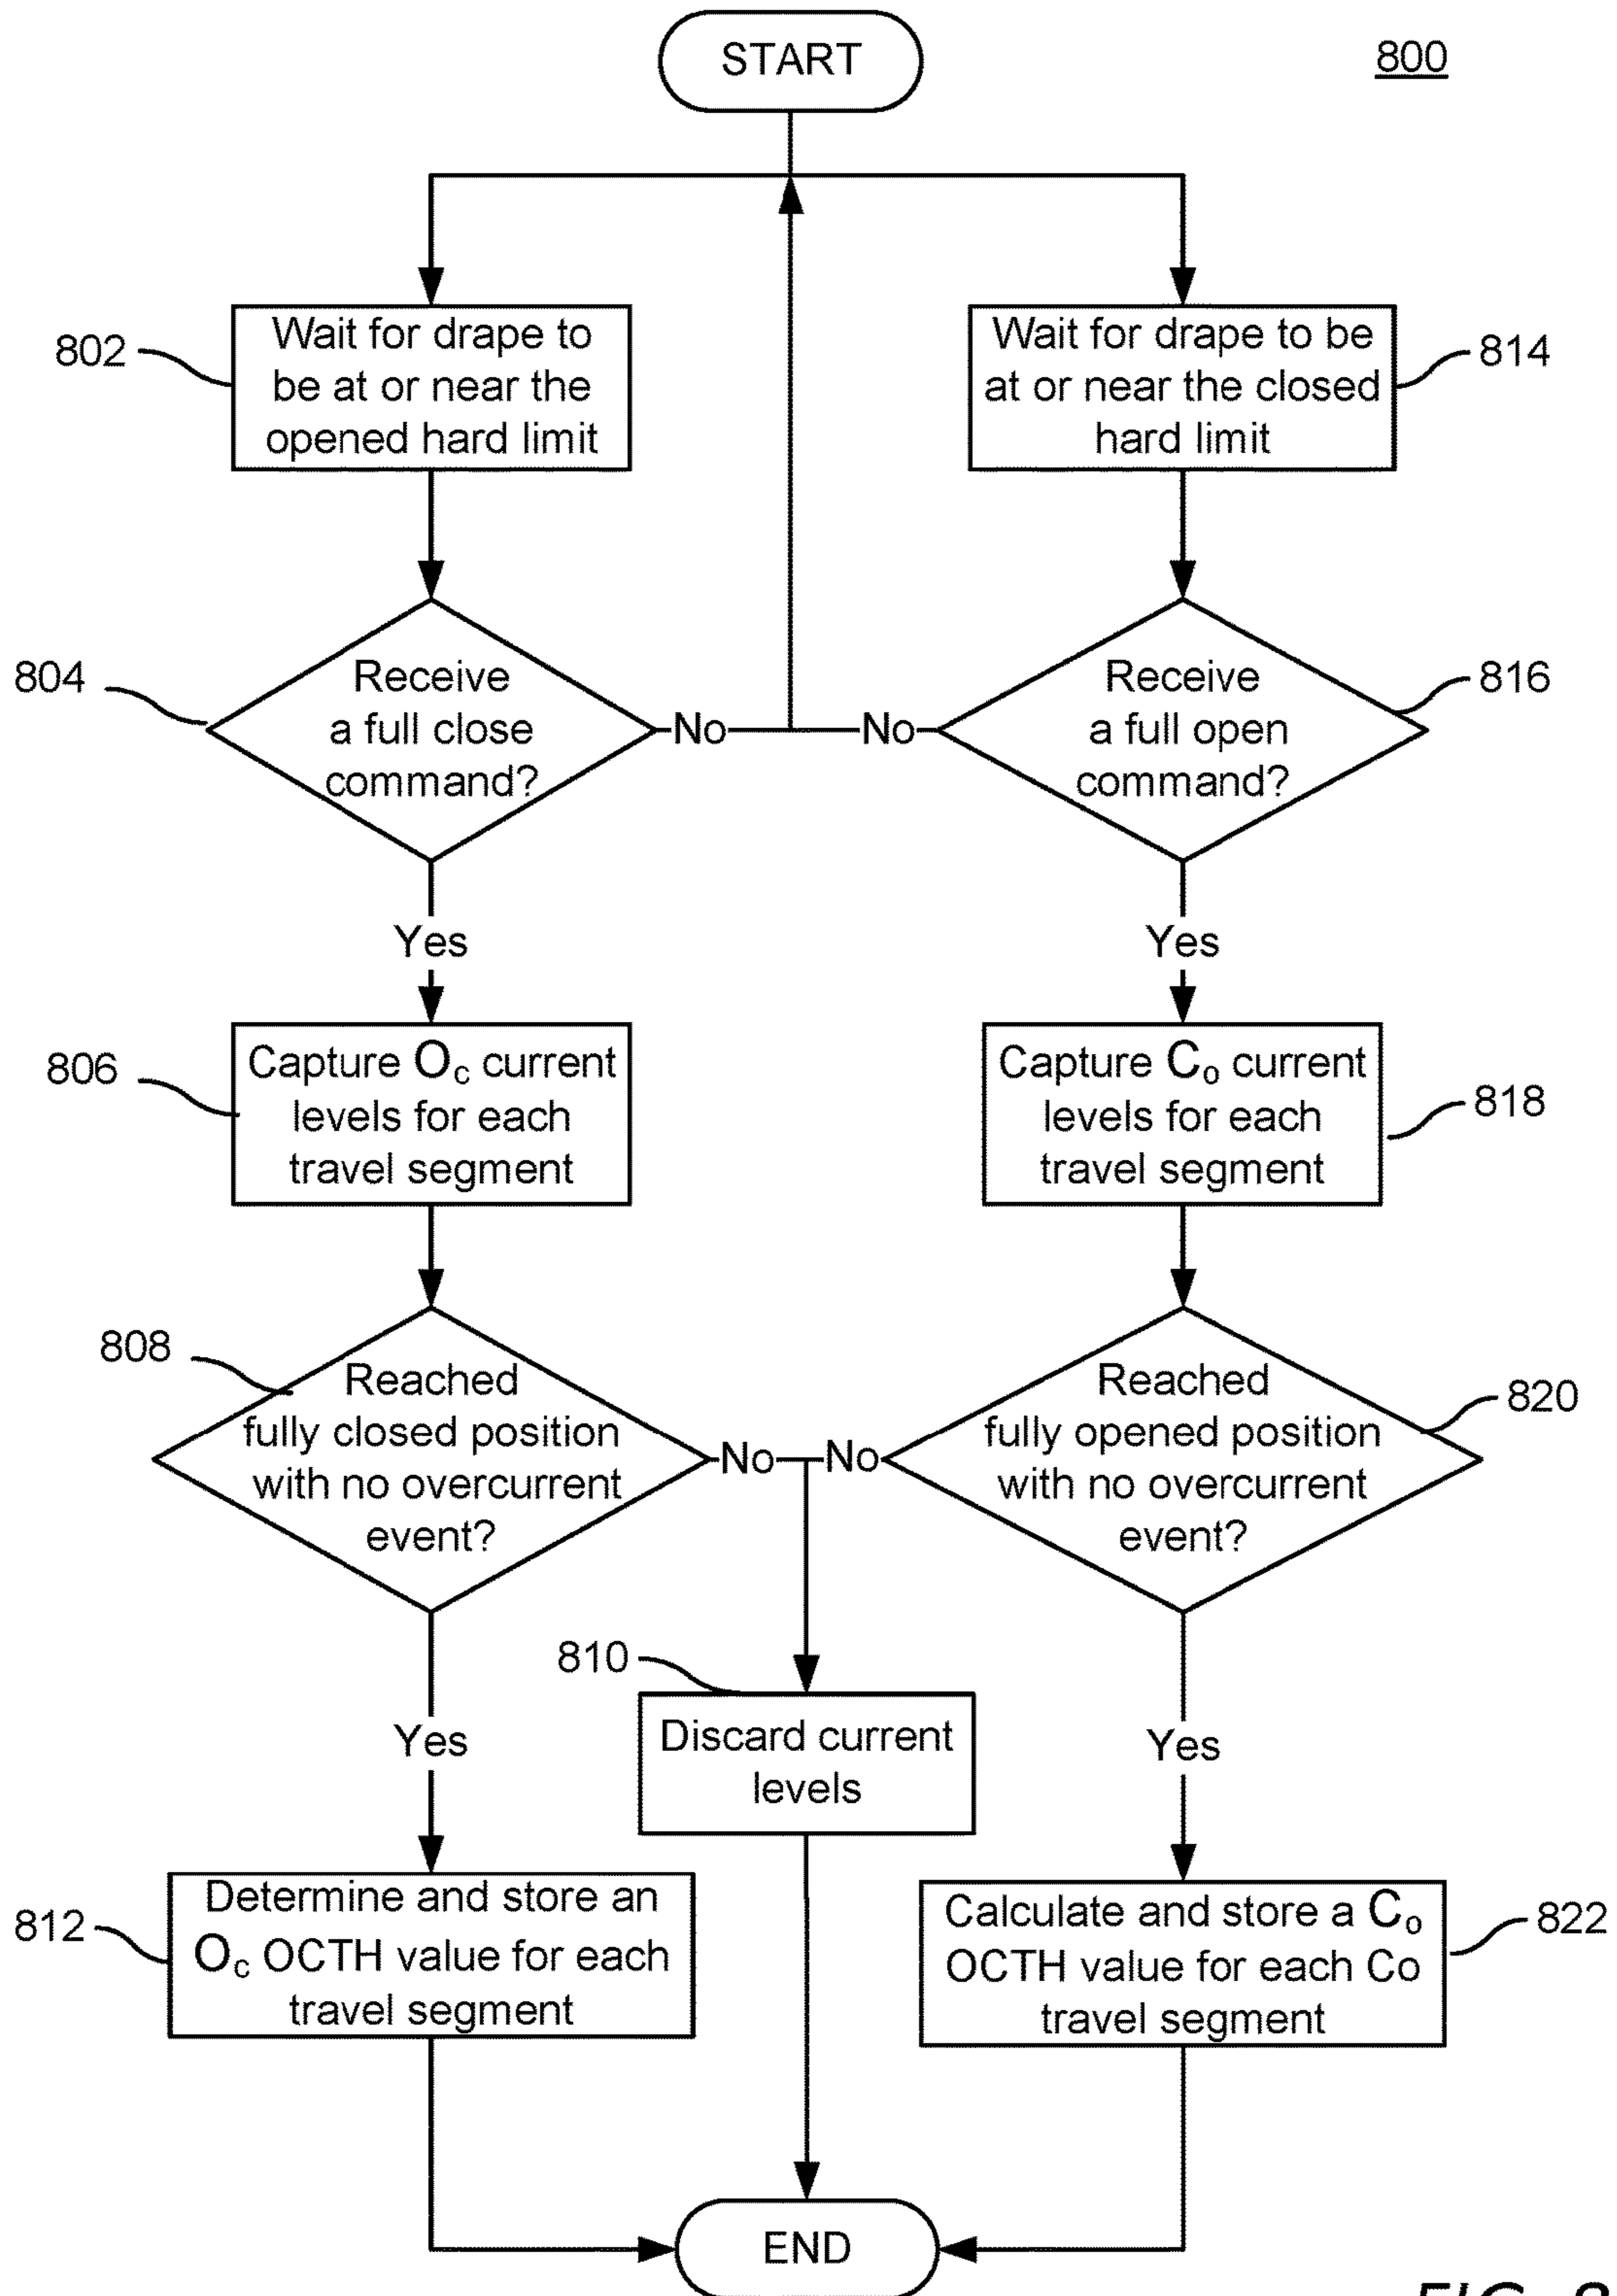 START
800
802
Wait for drape to
be at or near the
opened hard limit
Wait for drape to be
at or near the closed
hard limit
814
804
Receive
a full close
command?
No
No
Receive
a full open
command?
816
Yes
Yes
806
Capture Oc current
levels for each
travel segment
Capture Co current
levels for each
travel segment
818
808
Reached
fully closed position
with no overcurrent
event?
No
No
Reached
fully opened position
with no overcurrent
event?
820
810
Discard current
levels
Yes
Yes
812
Determine and store an
Oc OCTH value for each
travel segment
Calculate and store a Co
OCTH value for each Co
travel segment
822
END
FIG. 8